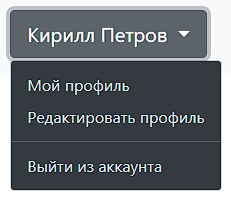 Кирилл Петров
Мой профиль
Редактировать профиль
Выйти из аккаунта